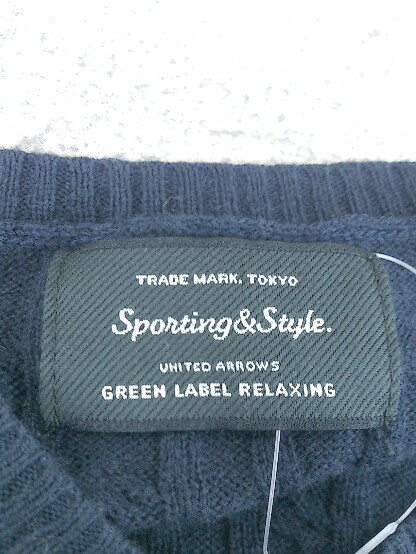 TRADE MARK. TOKYO
Sporting&Style.
UNITED ARROWS
GREEN LABEL RELAXING